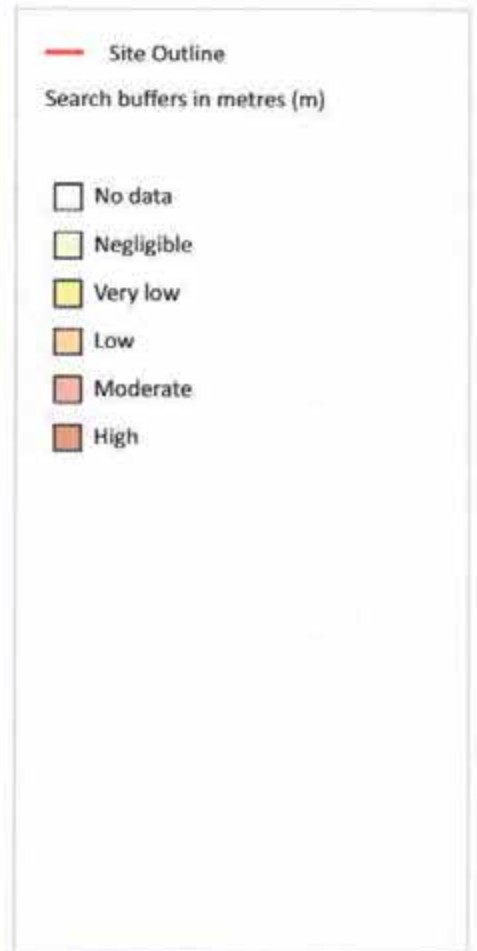 Site Outline
Search buffers in metres (m)
No data
Negligible
Very low
Low
Moderate
High